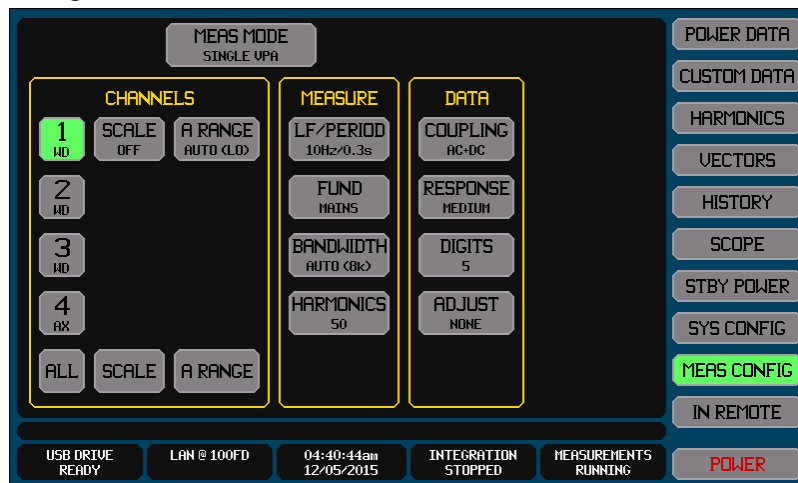 MEAS MODE
SINGLE VPA
CHANNELS
1
WD
SCALE
OFF
A RANGE
AUTO (LO)
2
WD
3
WD
4
AX
ALL
SCALE
A RANGE
MEASURE
LF/PERIOD
10Hz/0.3s
FUND
MAINS
BANDWIDTH
AUTO (8k)
HARMONICS
50
DATA
COUPLING
AC+DC
RESPONSE
MEDIUM
DIGITS
5
ADJUST
NONE
POWER DATA
CUSTOM DATA
HARMONICS
VECTORS
HISTORY
SCOPE
STBY POWER
SYS CONFIG
MEAS CONFIG
IN REMOTE
POWER
USB DRIVE
READY
LAN @ 100FD
04:40:44am
12/05/2015
INTEGRATION
STOPPED
MEASUREMENTS
RUNNING